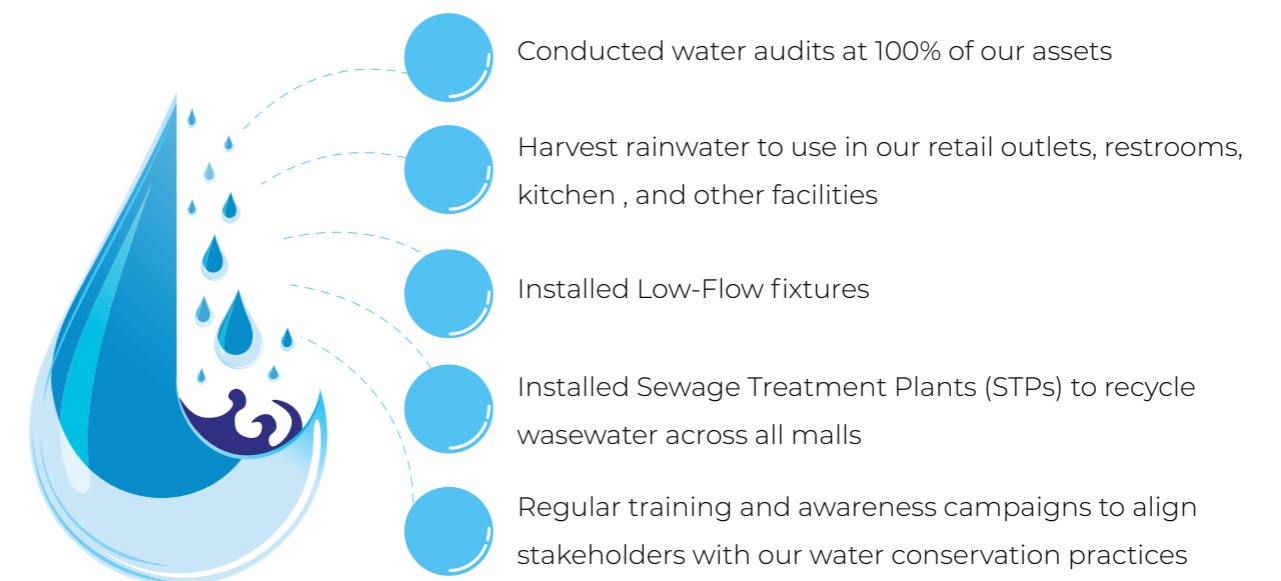 Conducted water audits at 100% of our assets
Harvest rainwater to use in our retail outlets, restrooms,
kitchen , and other facilities
Installed Low-Flow fixtures
Installed Sewage Treatment Plants (STPs) to recycle
wasewater across all malls
Regular training and awareness campaigns to align
stakeholders with our water conservation practices